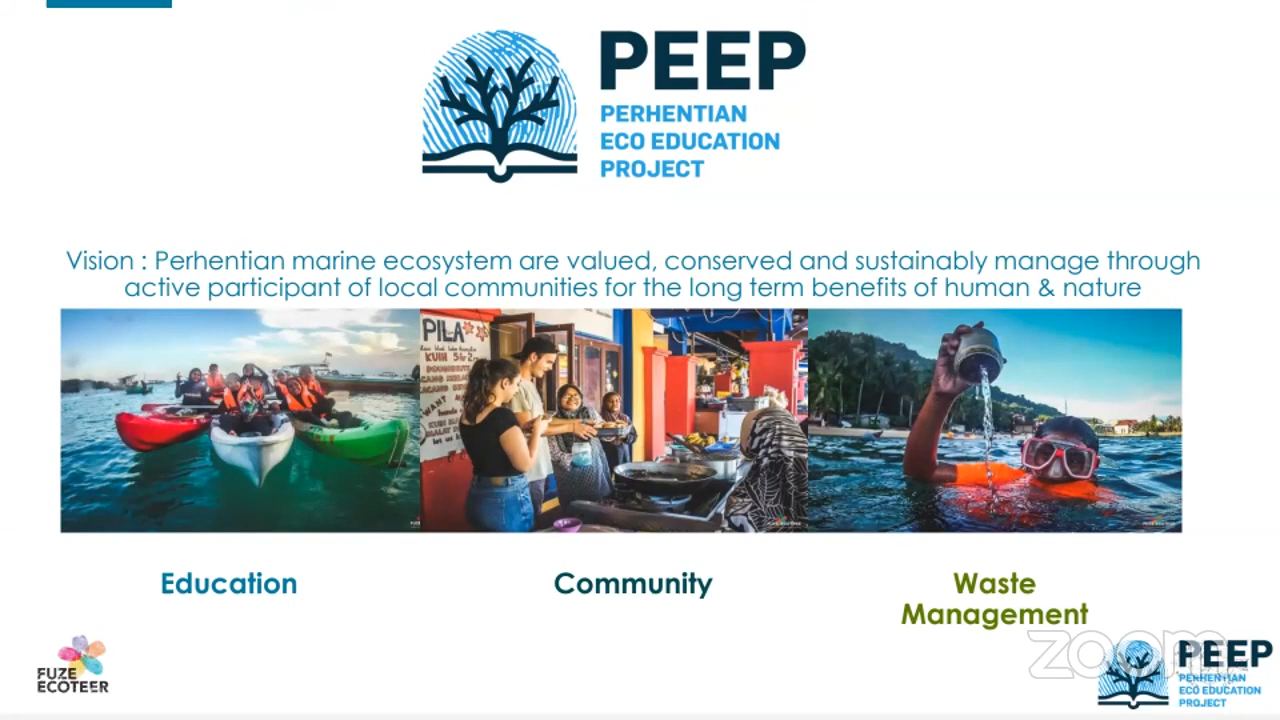 PEEP
PERHENTIAN
ECO EDUCATION
PROJECT
Vision : Perhentian marine ecosystem are valued, conserved and sustainably manage through
active participant of local communities for the long term benefits of human & nature
PILA
KUIH
WANT
Education
Community
Waste
Management
FUZE
ECOTEER
zoom
PEEP
PERHENTIAN
ECO EDUCATION
PROJECT